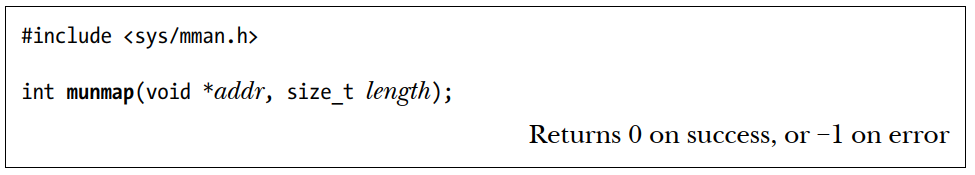 #include <sys/mman.h>
int munmap(void *addr, size_t length);
Returns 0 on success, or –1 on error